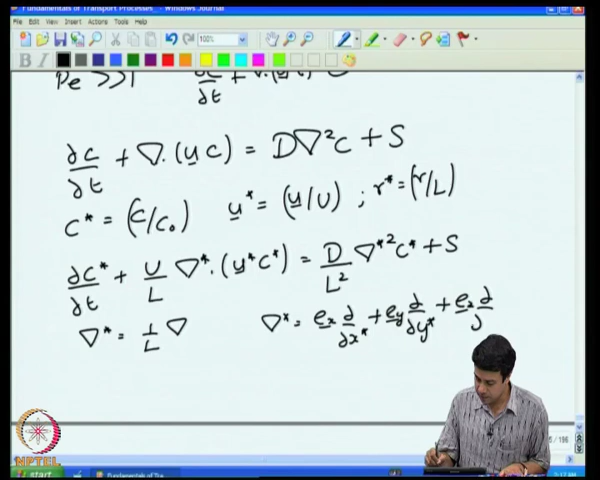 Fundamentals of Transport Processes - Windows Journal
File Edit View Insert Actions Tools Help
100%
B I
Pe >>1 ∂c/∂t + ∇.(u c)
∂c/∂t + ∇.(u c) = D∇²c + S
c* = (c/c₀) u* = (u/U) ; r* = (r/L)
∂c*/∂t + U/L ∇*.(u*c*) = D/L² ∇*²c* + S
∇* = 1/L ∇ ∇* = eₓ ∂/∂x* + e_y ∂/∂y* + e_z ∂/∂
NPTEL
start
Fundamentals of Tra...